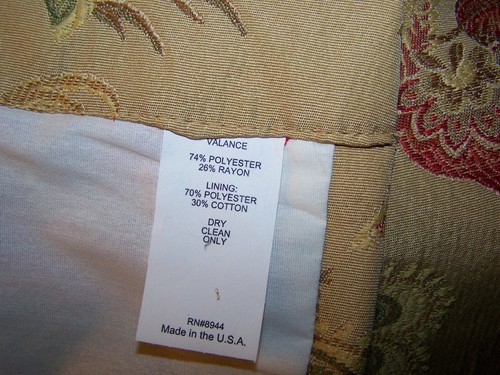 VALANCE
74% POLYESTER
26% RAYON
LINING:
70% POLYESTER
30% COTTON
DRY
CLEAN
ONLY
RN#8944
Made in the U.S.A.